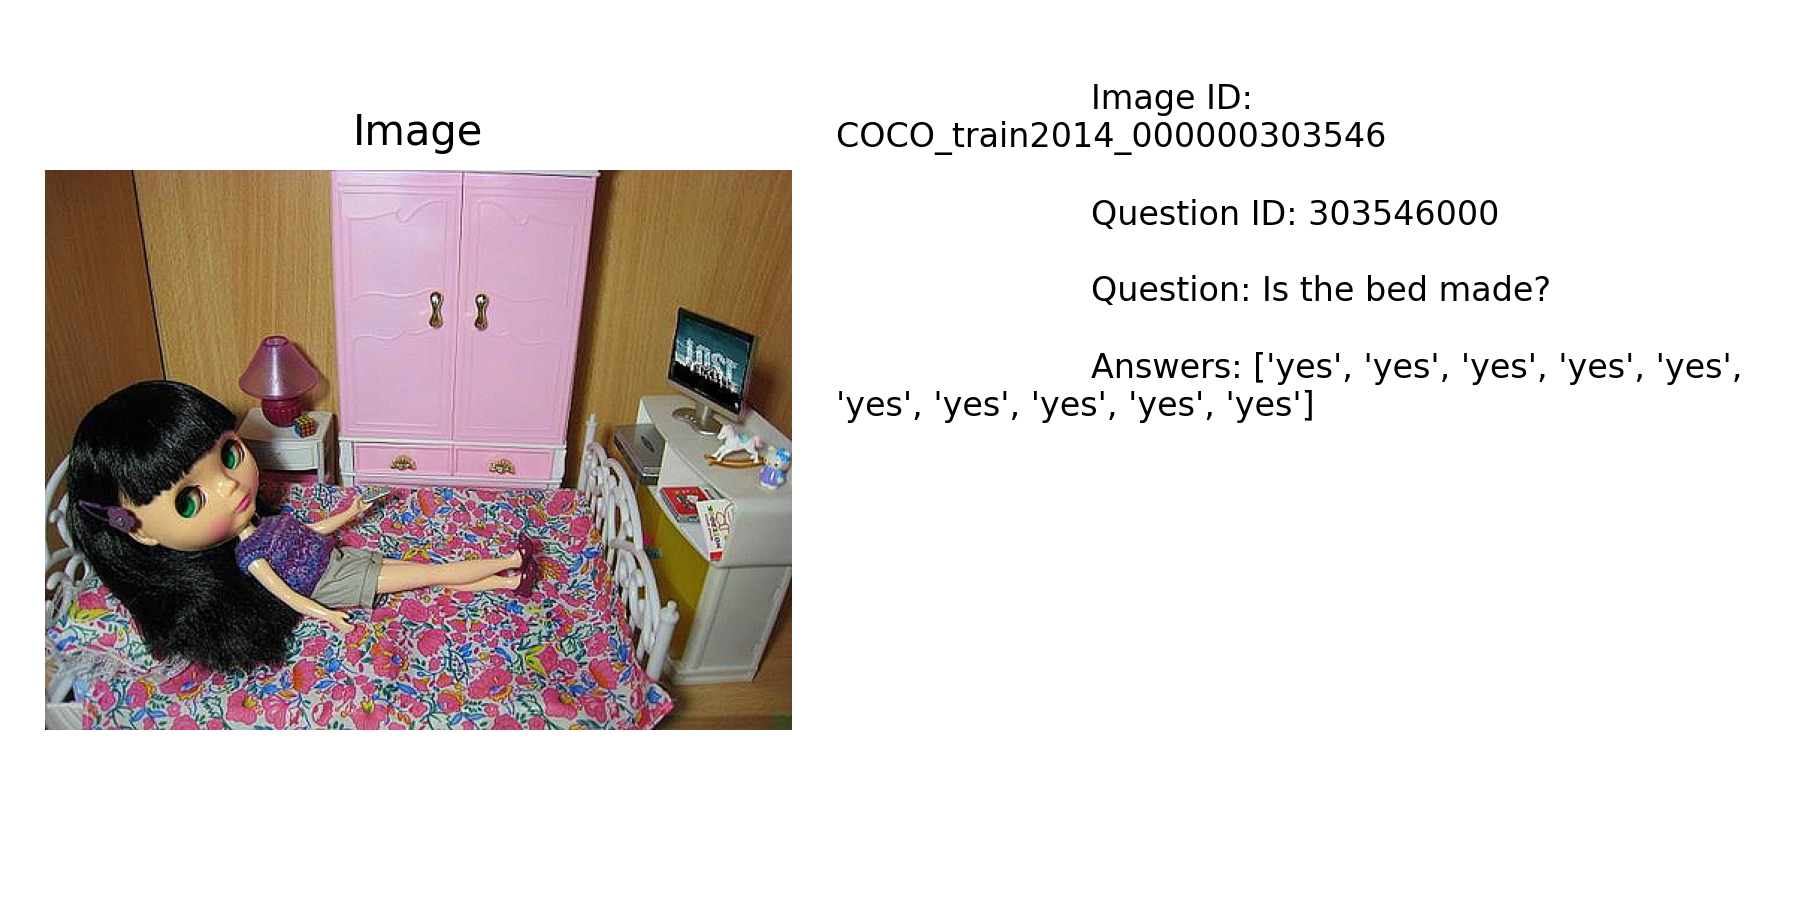 Image
Image ID:
COCO_train2014_000000303546
Question ID: 303546000
Question: Is the bed made?
Answers: ['yes', 'yes', 'yes', 'yes', 'yes',
'yes', 'yes', 'yes', 'yes', 'yes']
LOST